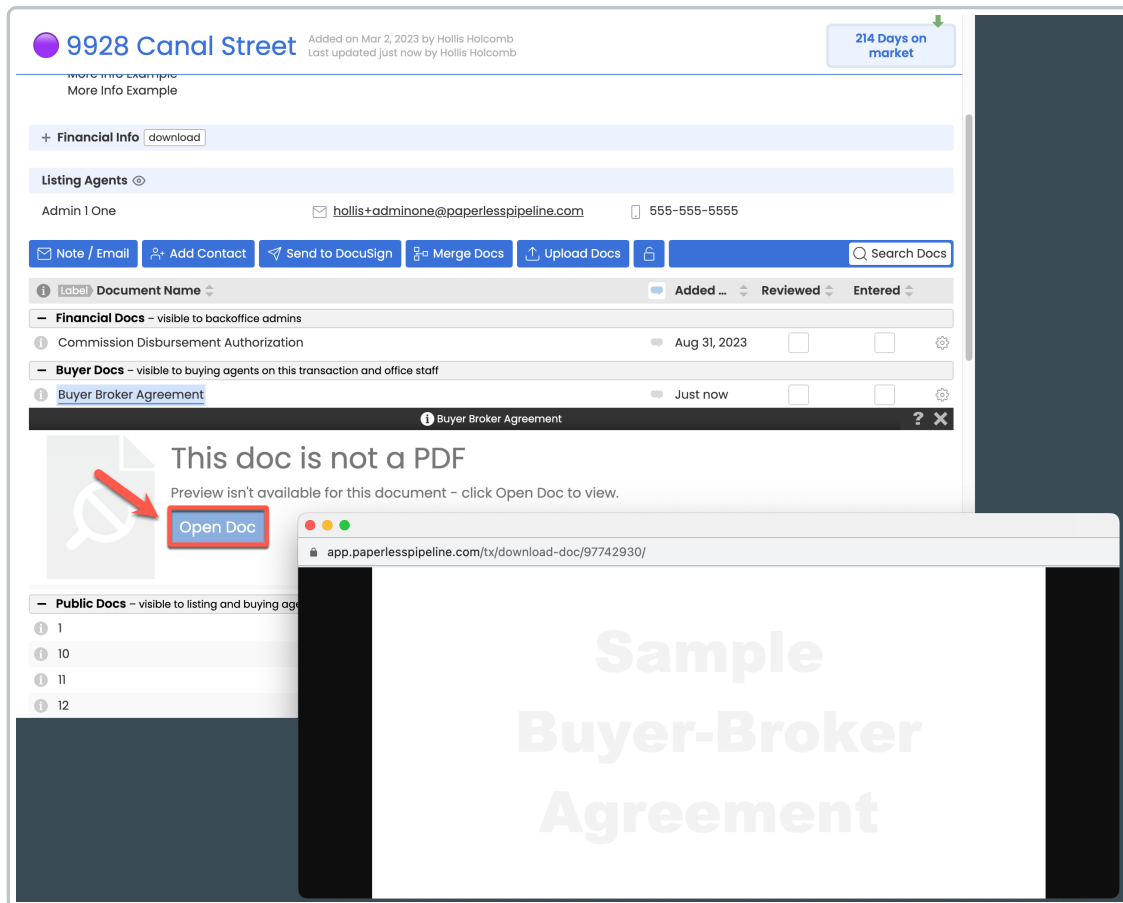 9928 Canal Street
Added on Mar 2, 2023 by Hollis Holcomb
Last updated just now by Hollis Holcomb
214 Days on
market
More Info Example
More Info Example
+ Financial Info download
Listing Agents
Admin 1 One hollis+adminone@paperlesspipeline.com 555-555-5555
Note / Email Add Contact Send to DocuSign Merge Docs Upload Docs Search Docs
Label Document Name Added ... Reviewed Entered
− Financial Docs – visible to backoffice admins
Commission Disbursement Authorization Aug 31, 2023
− Buyer Docs – visible to buying agents on this transaction and office staff
Buyer Broker Agreement Just now
Buyer Broker Agreement ? X
This doc is not a PDF
Preview isn't available for this document - click Open Doc to view.
Open Doc
app.paperlesspipeline.com/tx/download-doc/97742930/
− Public Docs – visible to listing and buying age
1
10
11
12
Sample
Buyer-Broker
Agreement